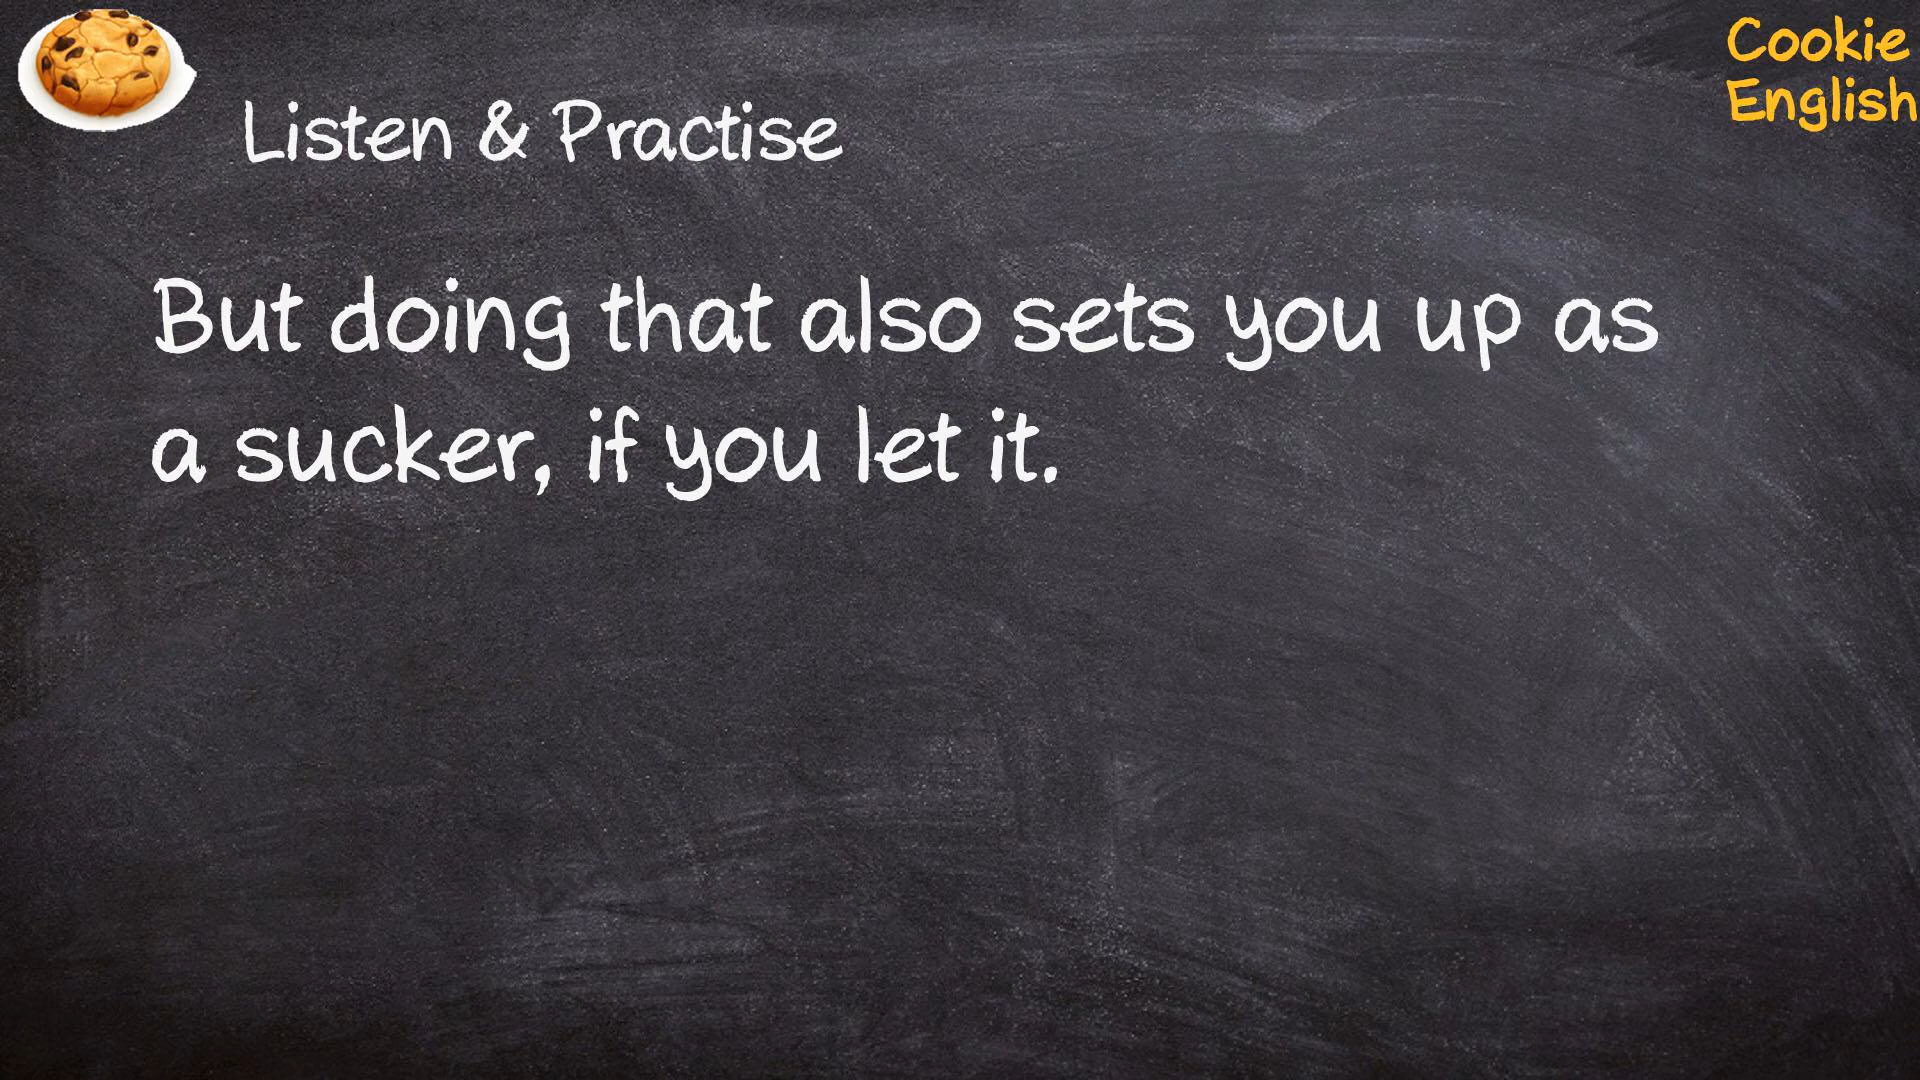 Cookie
English
Listen & Practise
But doing that also sets you up as
a sucker, if you let it.